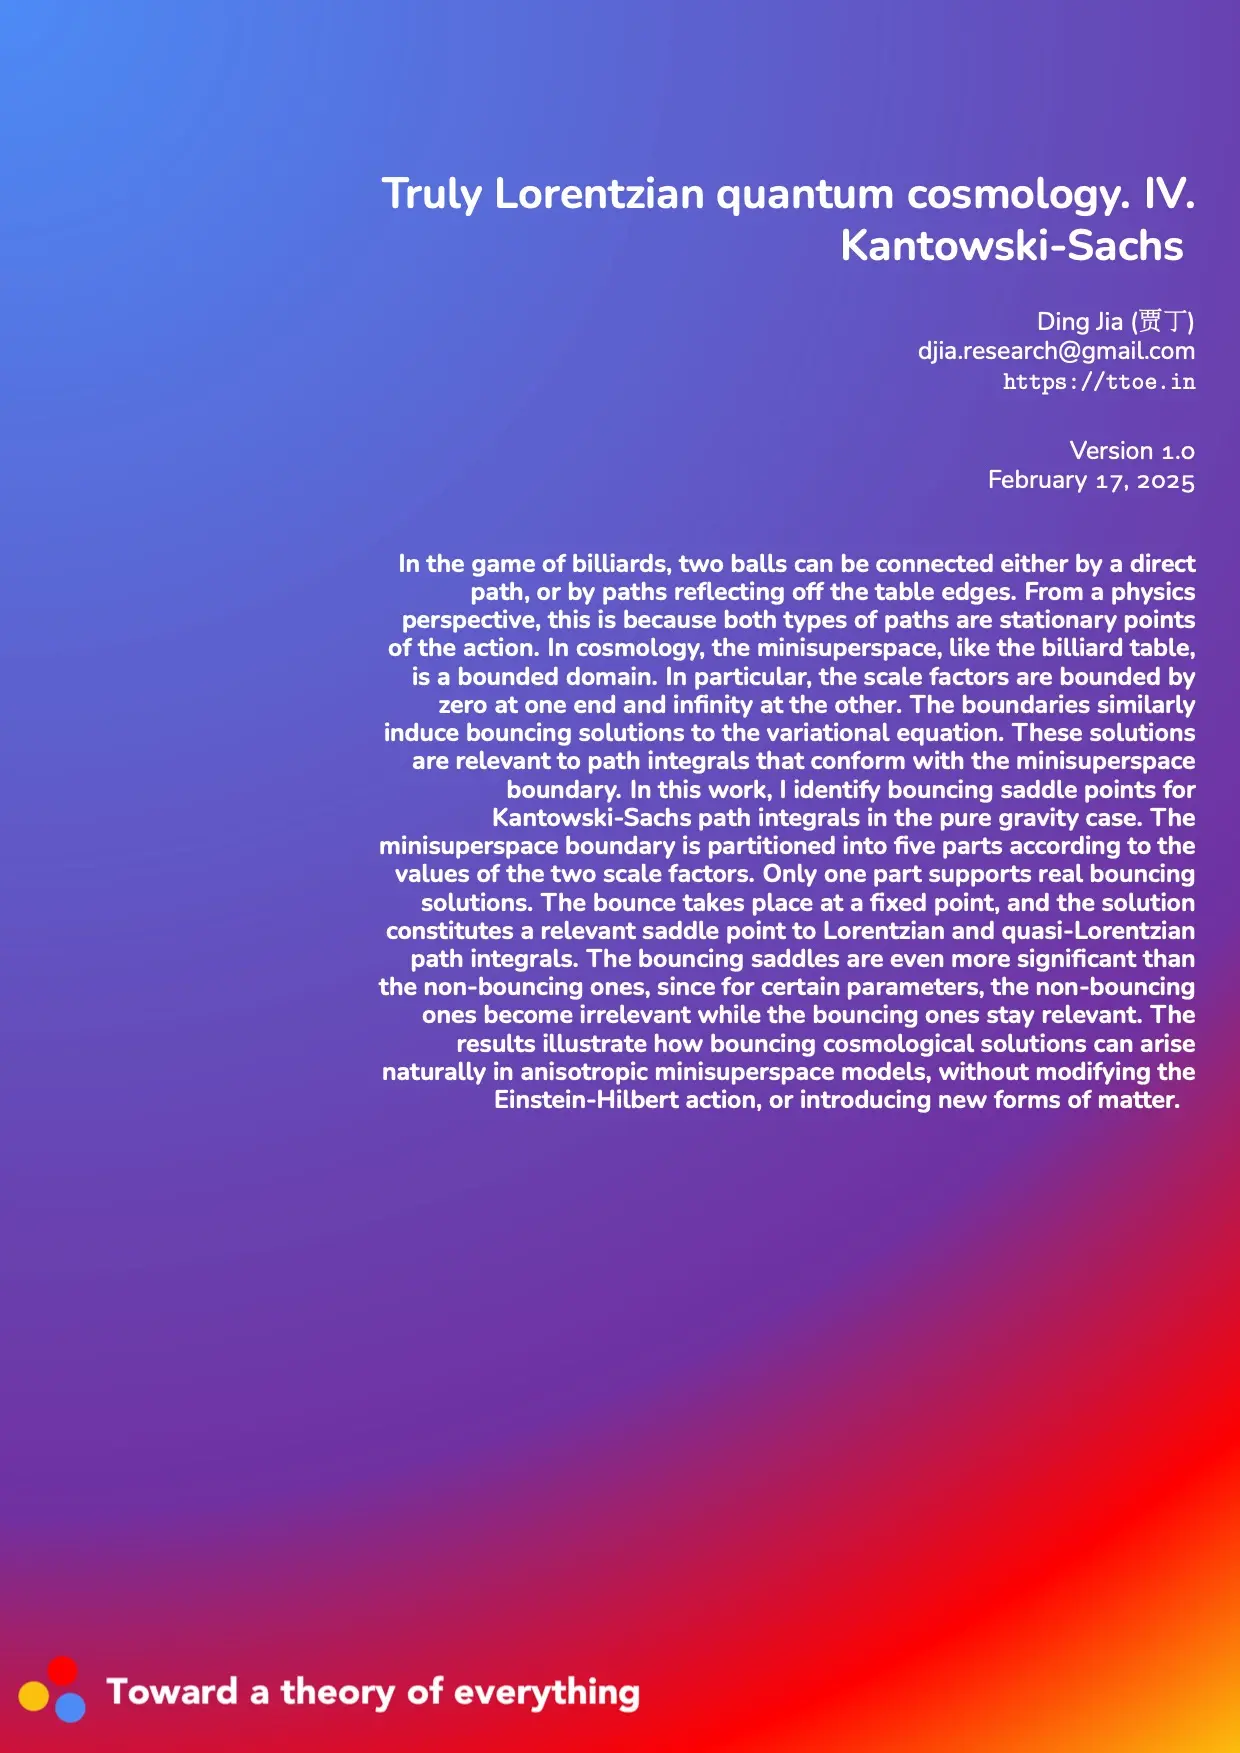 Truly Lorentzian quantum cosmology. IV.
Kantowski-Sachs
Ding Jia (贾丁)
djia.research@gmail.com
https://ttoe.in
Version 1.0
February 17, 2025
In the game of billiards, two balls can be connected either by a direct
path, or by paths reflecting off the table edges. From a physics
perspective, this is because both types of paths are stationary points
of the action. In cosmology, the minisuperspace, like the billiard table,
is a bounded domain. In particular, the scale factors are bounded by
zero at one end and infinity at the other. The boundaries similarly
induce bouncing solutions to the variational equation. These solutions
are relevant to path integrals that conform with the minisuperspace
boundary. In this work, I identify bouncing saddle points for
Kantowski-Sachs path integrals in the pure gravity case. The
minisuperspace boundary is partitioned into five parts according to the
values of the two scale factors. Only one part supports real bouncing
solutions. The bounce takes place at a fixed point, and the solution
constitutes a relevant saddle point to Lorentzian and quasi-Lorentzian
path integrals. The bouncing saddles are even more significant than
the non-bouncing ones, since for certain parameters, the non-bouncing
ones become irrelevant while the bouncing ones stay relevant. The
results illustrate how bouncing cosmological solutions can arise
naturally in anisotropic minisuperspace models, without modifying the
Einstein-Hilbert action, or introducing new forms of matter.
Toward a theory of everything